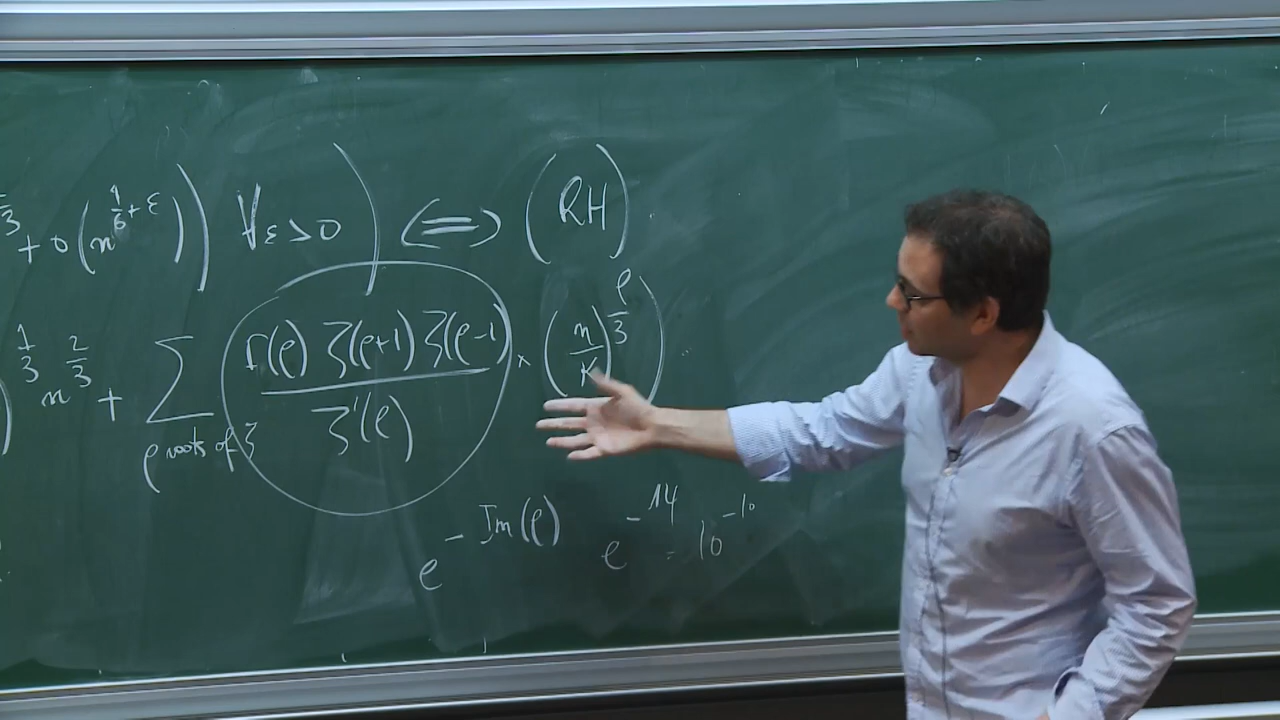 3 + o(n^{1/6 + ε})) ∀ε>0) <=> (RH)
) 1/3 n^{2/3} + Σ_{ρ roots of ζ} Γ(ρ) ζ(ρ+1) ζ(ρ-1) / ζ'(ρ) × (n/K)^{ρ/3})
e^{-Im(ρ)} e^{-14} = 10^{-10}